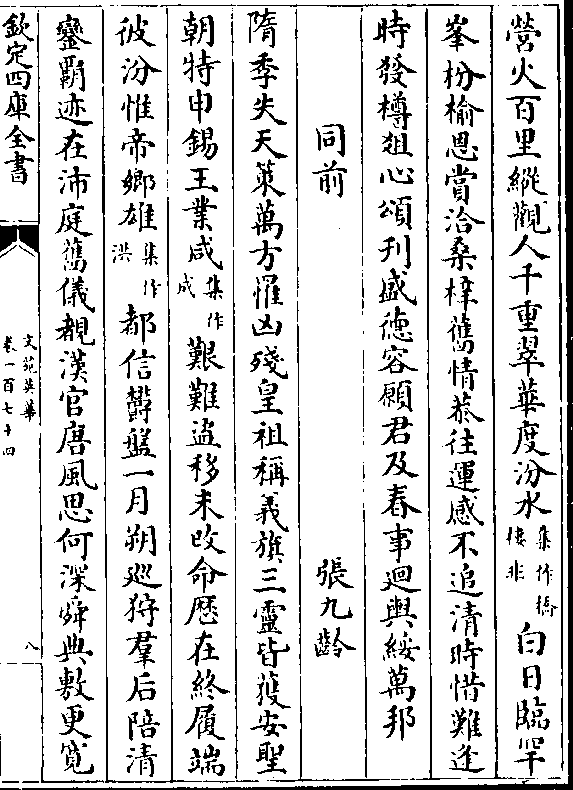 營火百里縱觀人千重翠華度汾水集作橋樓非白日臨罕
峯枌榆恩賞洽桑梓舊情恭往運感不追清時惜難逢
時發樽俎心頌刋盛德容願君及春事迴輿綏萬邦
同前 張九齡
隋季失天策萬方罹凶殘皇祖稱義旗三靈皆獲安聖
朝特申錫王業咸集作成艱難盜移未改命厯在終履端
彼汾惟帝鄉雄集作洪都信鬱盤一月朔巡狩羣后陪清
鑾霸迹在沛庭舊儀覩漢官唐風思何深舜典敷更寛
欽定四庫全書
文苑英華
卷一百七十四
八